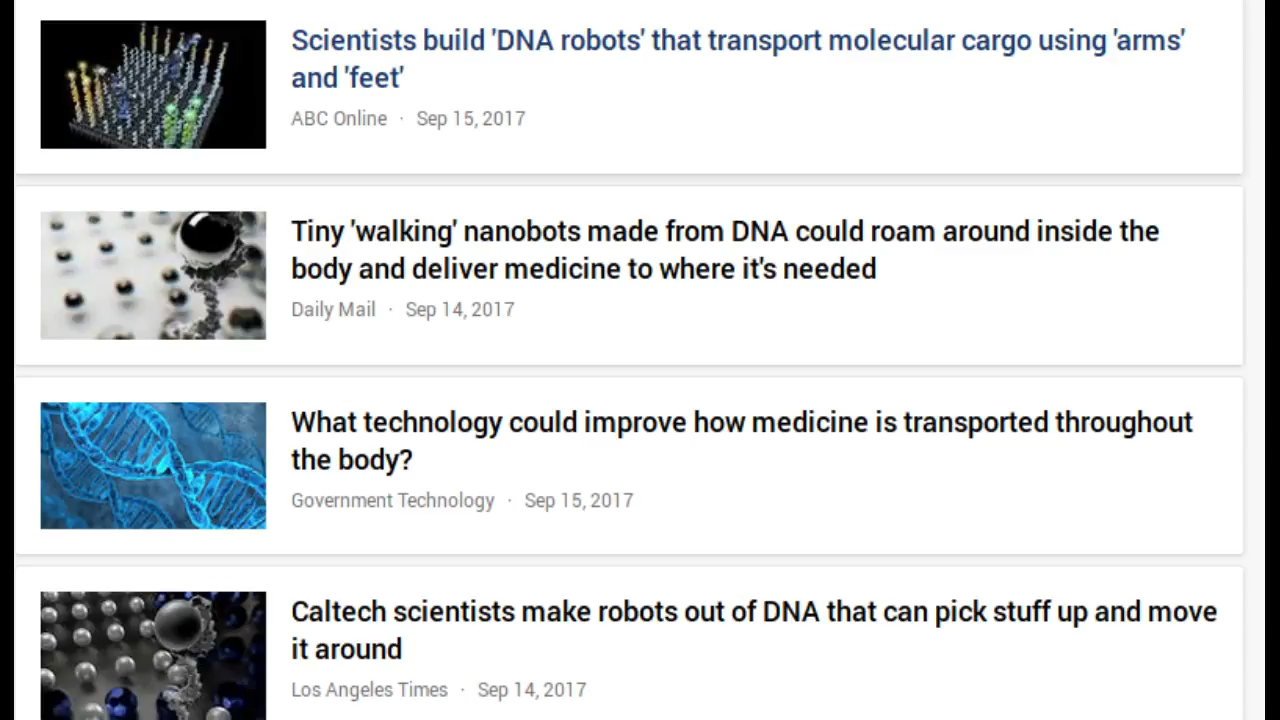 Scientists build 'DNA robots' that transport molecular cargo using 'arms'
and 'feet'
ABC Online · Sep 15, 2017
Tiny 'walking' nanobots made from DNA could roam around inside the
body and deliver medicine to where it's needed
Daily Mail · Sep 14, 2017
What technology could improve how medicine is transported throughout
the body?
Government Technology · Sep 15, 2017
Caltech scientists make robots out of DNA that can pick stuff up and move
it around
Los Angeles Times · Sep 14, 2017